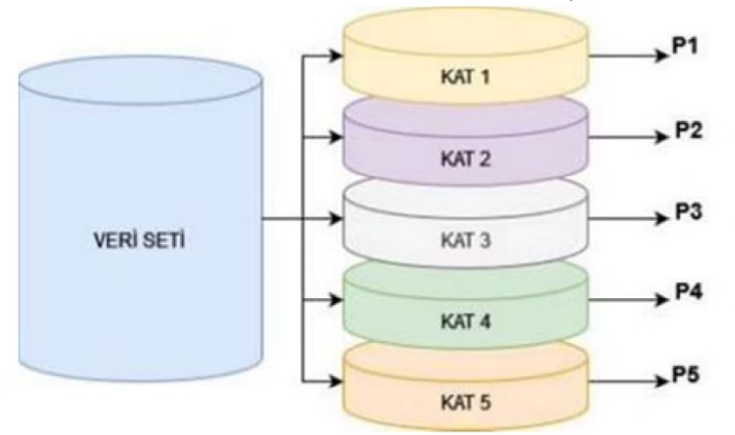 P1
KAT 1
P2
KAT 2
P3
VERİ SETİ
KAT 3
P4
KAT 4
P5
KAT 5